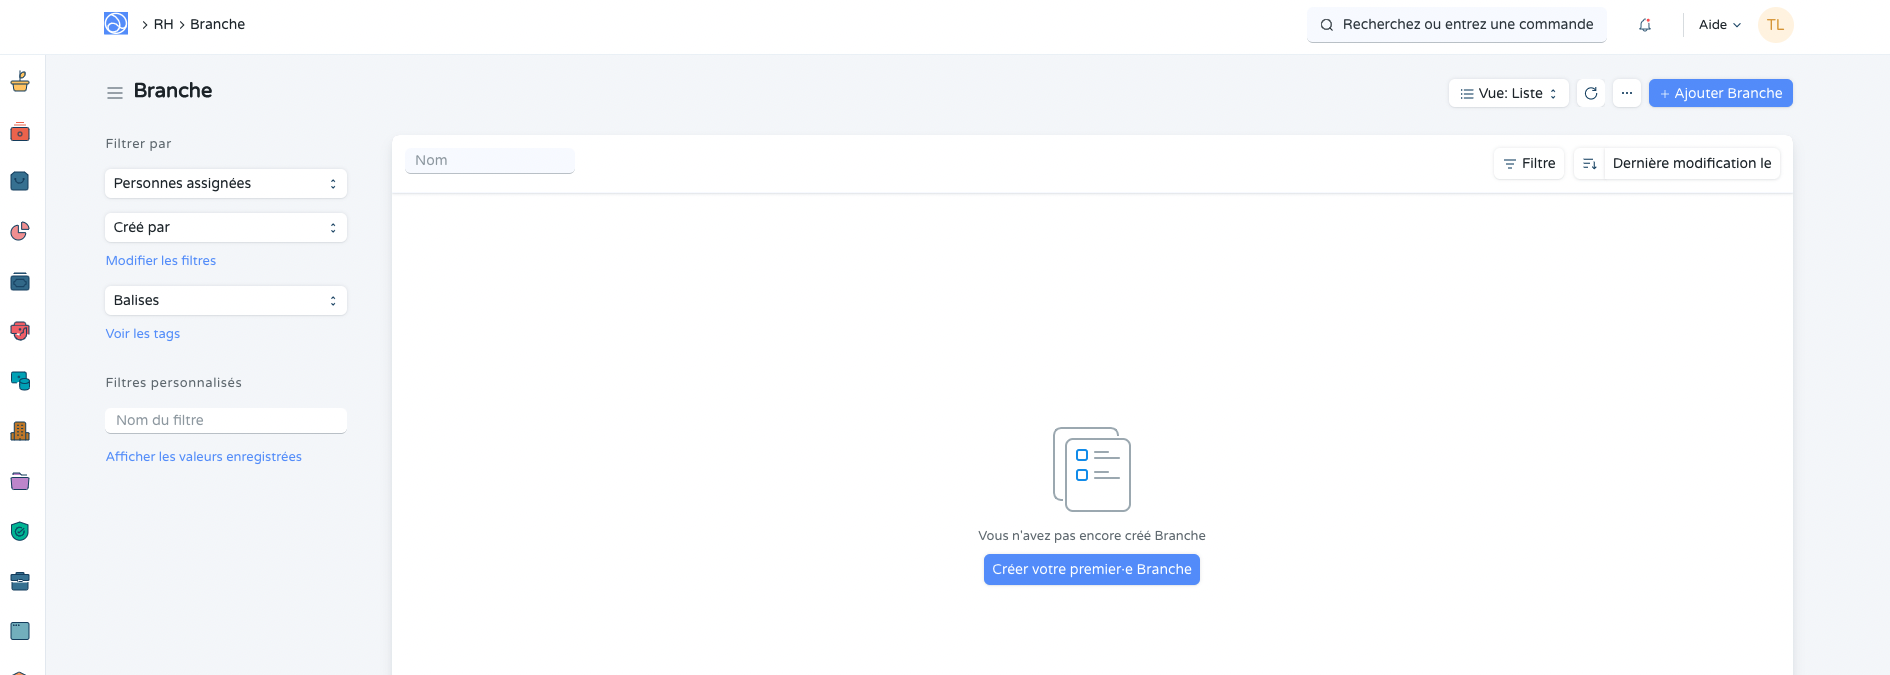 RH
Branche
Recherchez ou entrez une commande
Aide
TL
Branche
Vue: Liste
...
+ Ajouter Branche
Filtrer par
Personnes assignées
Créé par
Modifier les filtres
Balises
Voir les tags
Filtres personnalisés
Nom du filtre
Afficher les valeurs enregistrées
Nom
Filtre
Dernière modification le
Vous n'avez pas encore créé Branche
Créer votre premier·e Branche